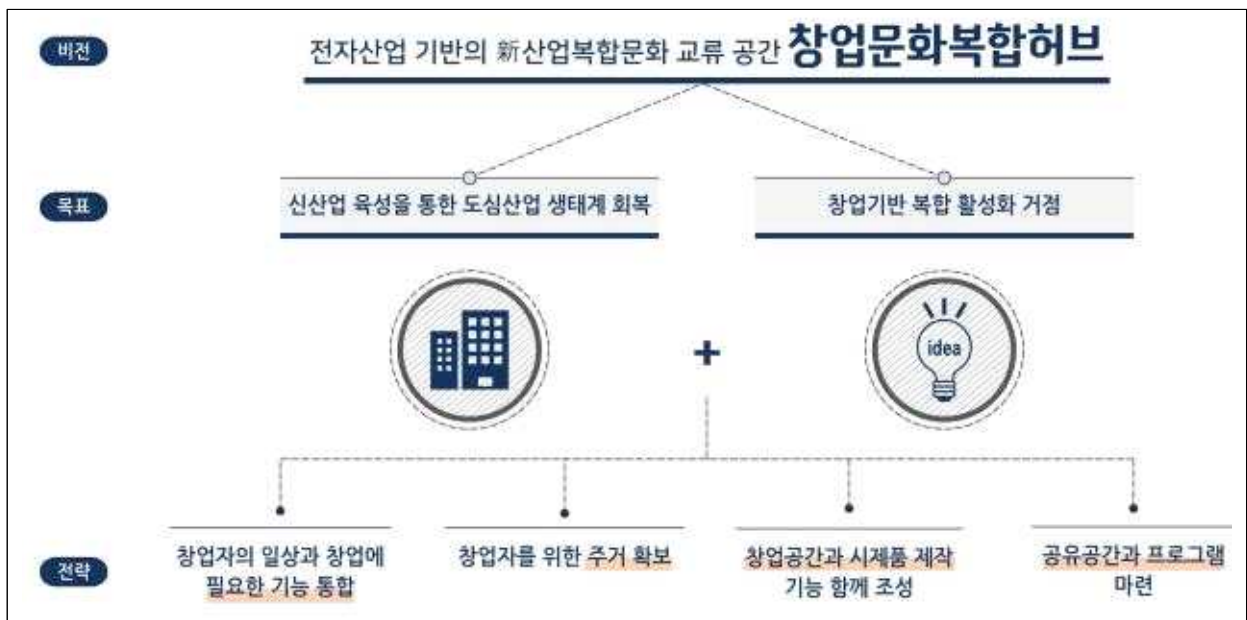 비전
전자산업 기반의 新산업복합문화 교류 공간 창업문화복합허브
목표
신산업 육성을 통한 도심산업 생태계 회복
창업기반 복합 활성화 거점
+
idea
전략
창업자의 일상과 창업에
필요한 기능 통합
창업자를 위한 주거 확보
창업공간과 시제품 제작
기능 함께 조성
공유공간과 프로그램
마련